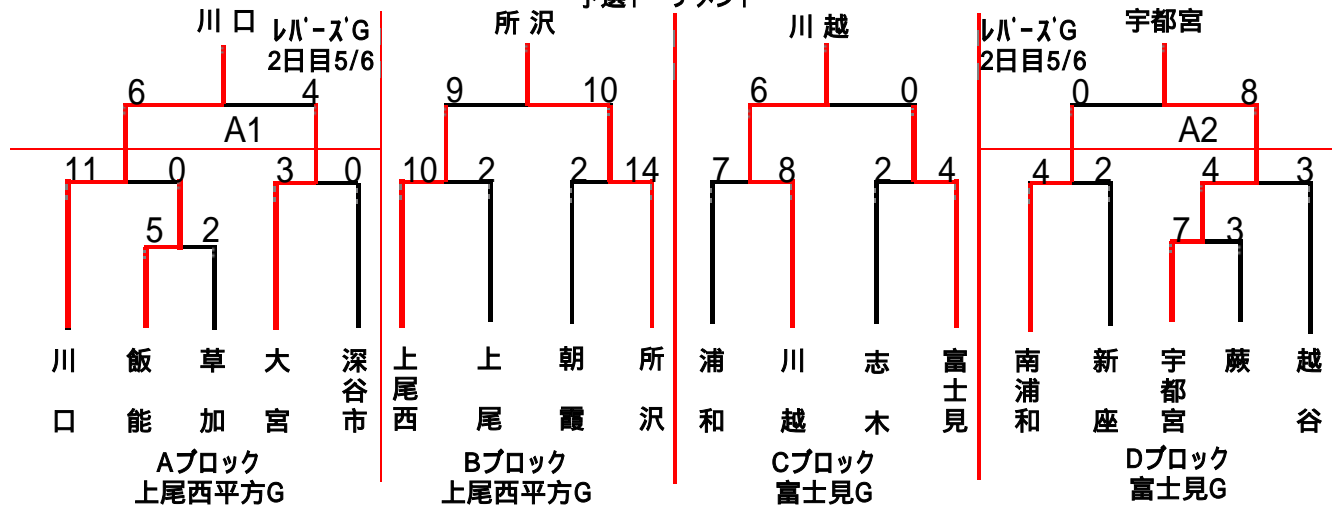 予選トーナメント
川口
レバーズG
2日目5/6
所沢
川越
レバーズG
2日目5/6
宇都宮
6 4
9 10
6 0
0 8
A1
A2
11 0 3 0
10 2 2 14
7 8 2 4
4 2 4 3
5 2
7 3
川口
飯能
草加
大宮
深谷市
上尾西
上尾
朝霞
所沢
浦和
川越
志木
富士見
南浦和
新座
宇都宮
蕨
越谷
Aブロック
上尾西平方G
Bブロック
上尾西平方G
Cブロック
富士見G
Dブロック
富士見G